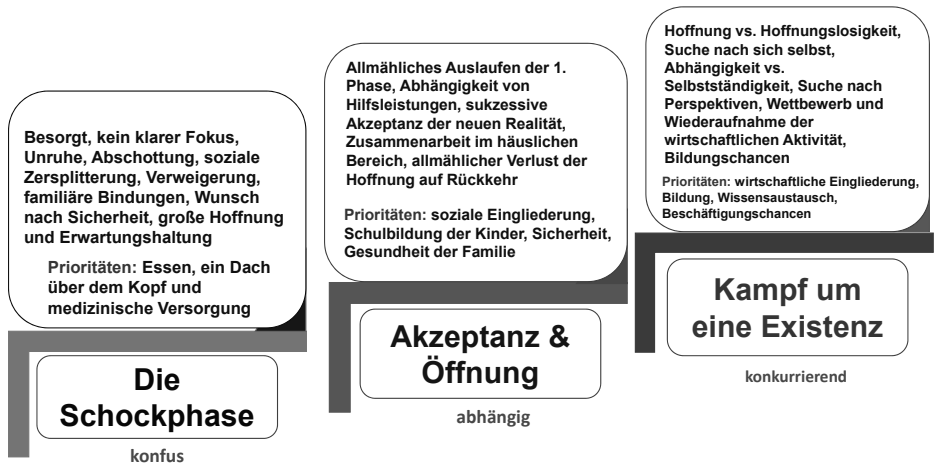 Besorgt, kein klarer Fokus,
Unruhe, Abschottung, soziale
Zersplitterung, Verweigerung,
familiäre Bindungen, Wunsch
nach Sicherheit, große Hoffnung
und Erwartungshaltung
Prioritäten: Essen, ein Dach
über dem Kopf und
medizinische Versorgung
Die
Schockphase
konfus
Allmähliches Auslaufen der 1.
Phase, Abhängigkeit von
Hilfsleistungen, sukzessive
Akzeptanz der neuen Realität,
Zusammenarbeit im häuslichen
Bereich, allmählicher Verlust der
Hoffnung auf Rückkehr
Prioritäten: soziale Eingliederung,
Schulbildung der Kinder, Sicherheit,
Gesundheit der Familie
Akzeptanz &
Öffnung
abhängig
Hoffnung vs. Hoffnungslosigkeit,
Suche nach sich selbst,
Abhängigkeit vs.
Selbstständigkeit, Suche nach
Perspektiven, Wettbewerb und
Wiederaufnahme der
wirtschaftlichen Aktivität,
Bildungschancen
Prioritäten: wirtschaftliche Eingliederung,
Bildung, Wissensaustausch,
Beschäftigungschancen
Kampf um
eine Existenz
konkurrierend